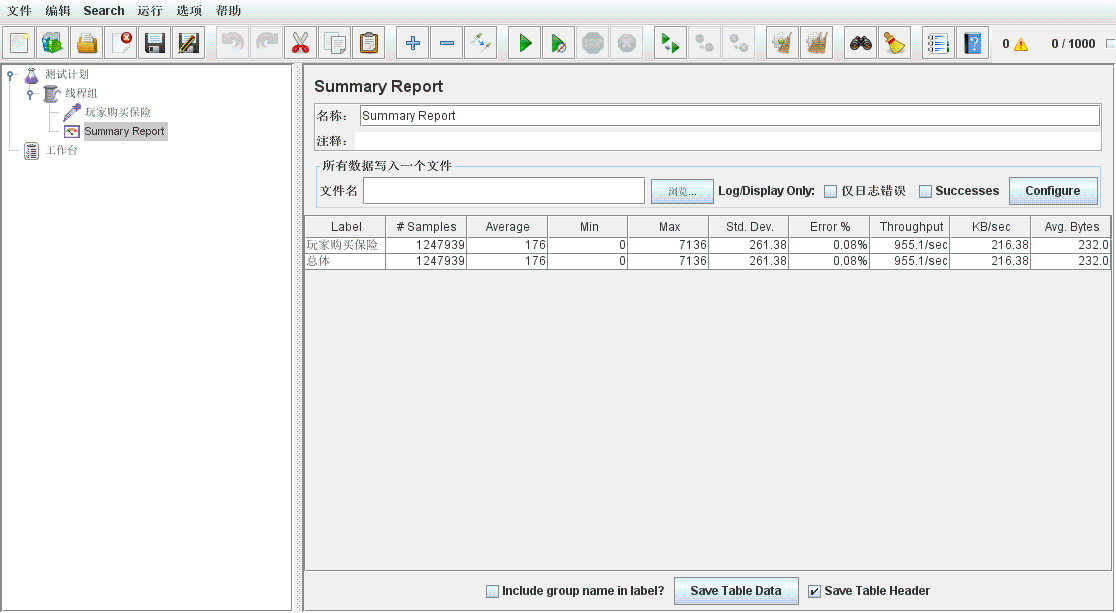 文件 编辑 Search 运行 选项 帮助
STOP 0 0 / 1000
测试计划
线程组
玩家购买保险
Summary Report
工作台
Summary Report
名称: Summary Report
注释:
所有数据写入一个文件
文件名 浏览... Log/Display Only: 仅日志错误 Successes Configure
Label # Samples Average Min Max Std. Dev. Error % Throughput KB/sec Avg. Bytes
玩家购买保险 1247939 176 0 7136 261.38 0.08% 955.1/sec 216.38 232.0
总体 1247939 176 0 7136 261.38 0.08% 955.1/sec 216.38 232.0
Include group name in label? Save Table Data Save Table Header